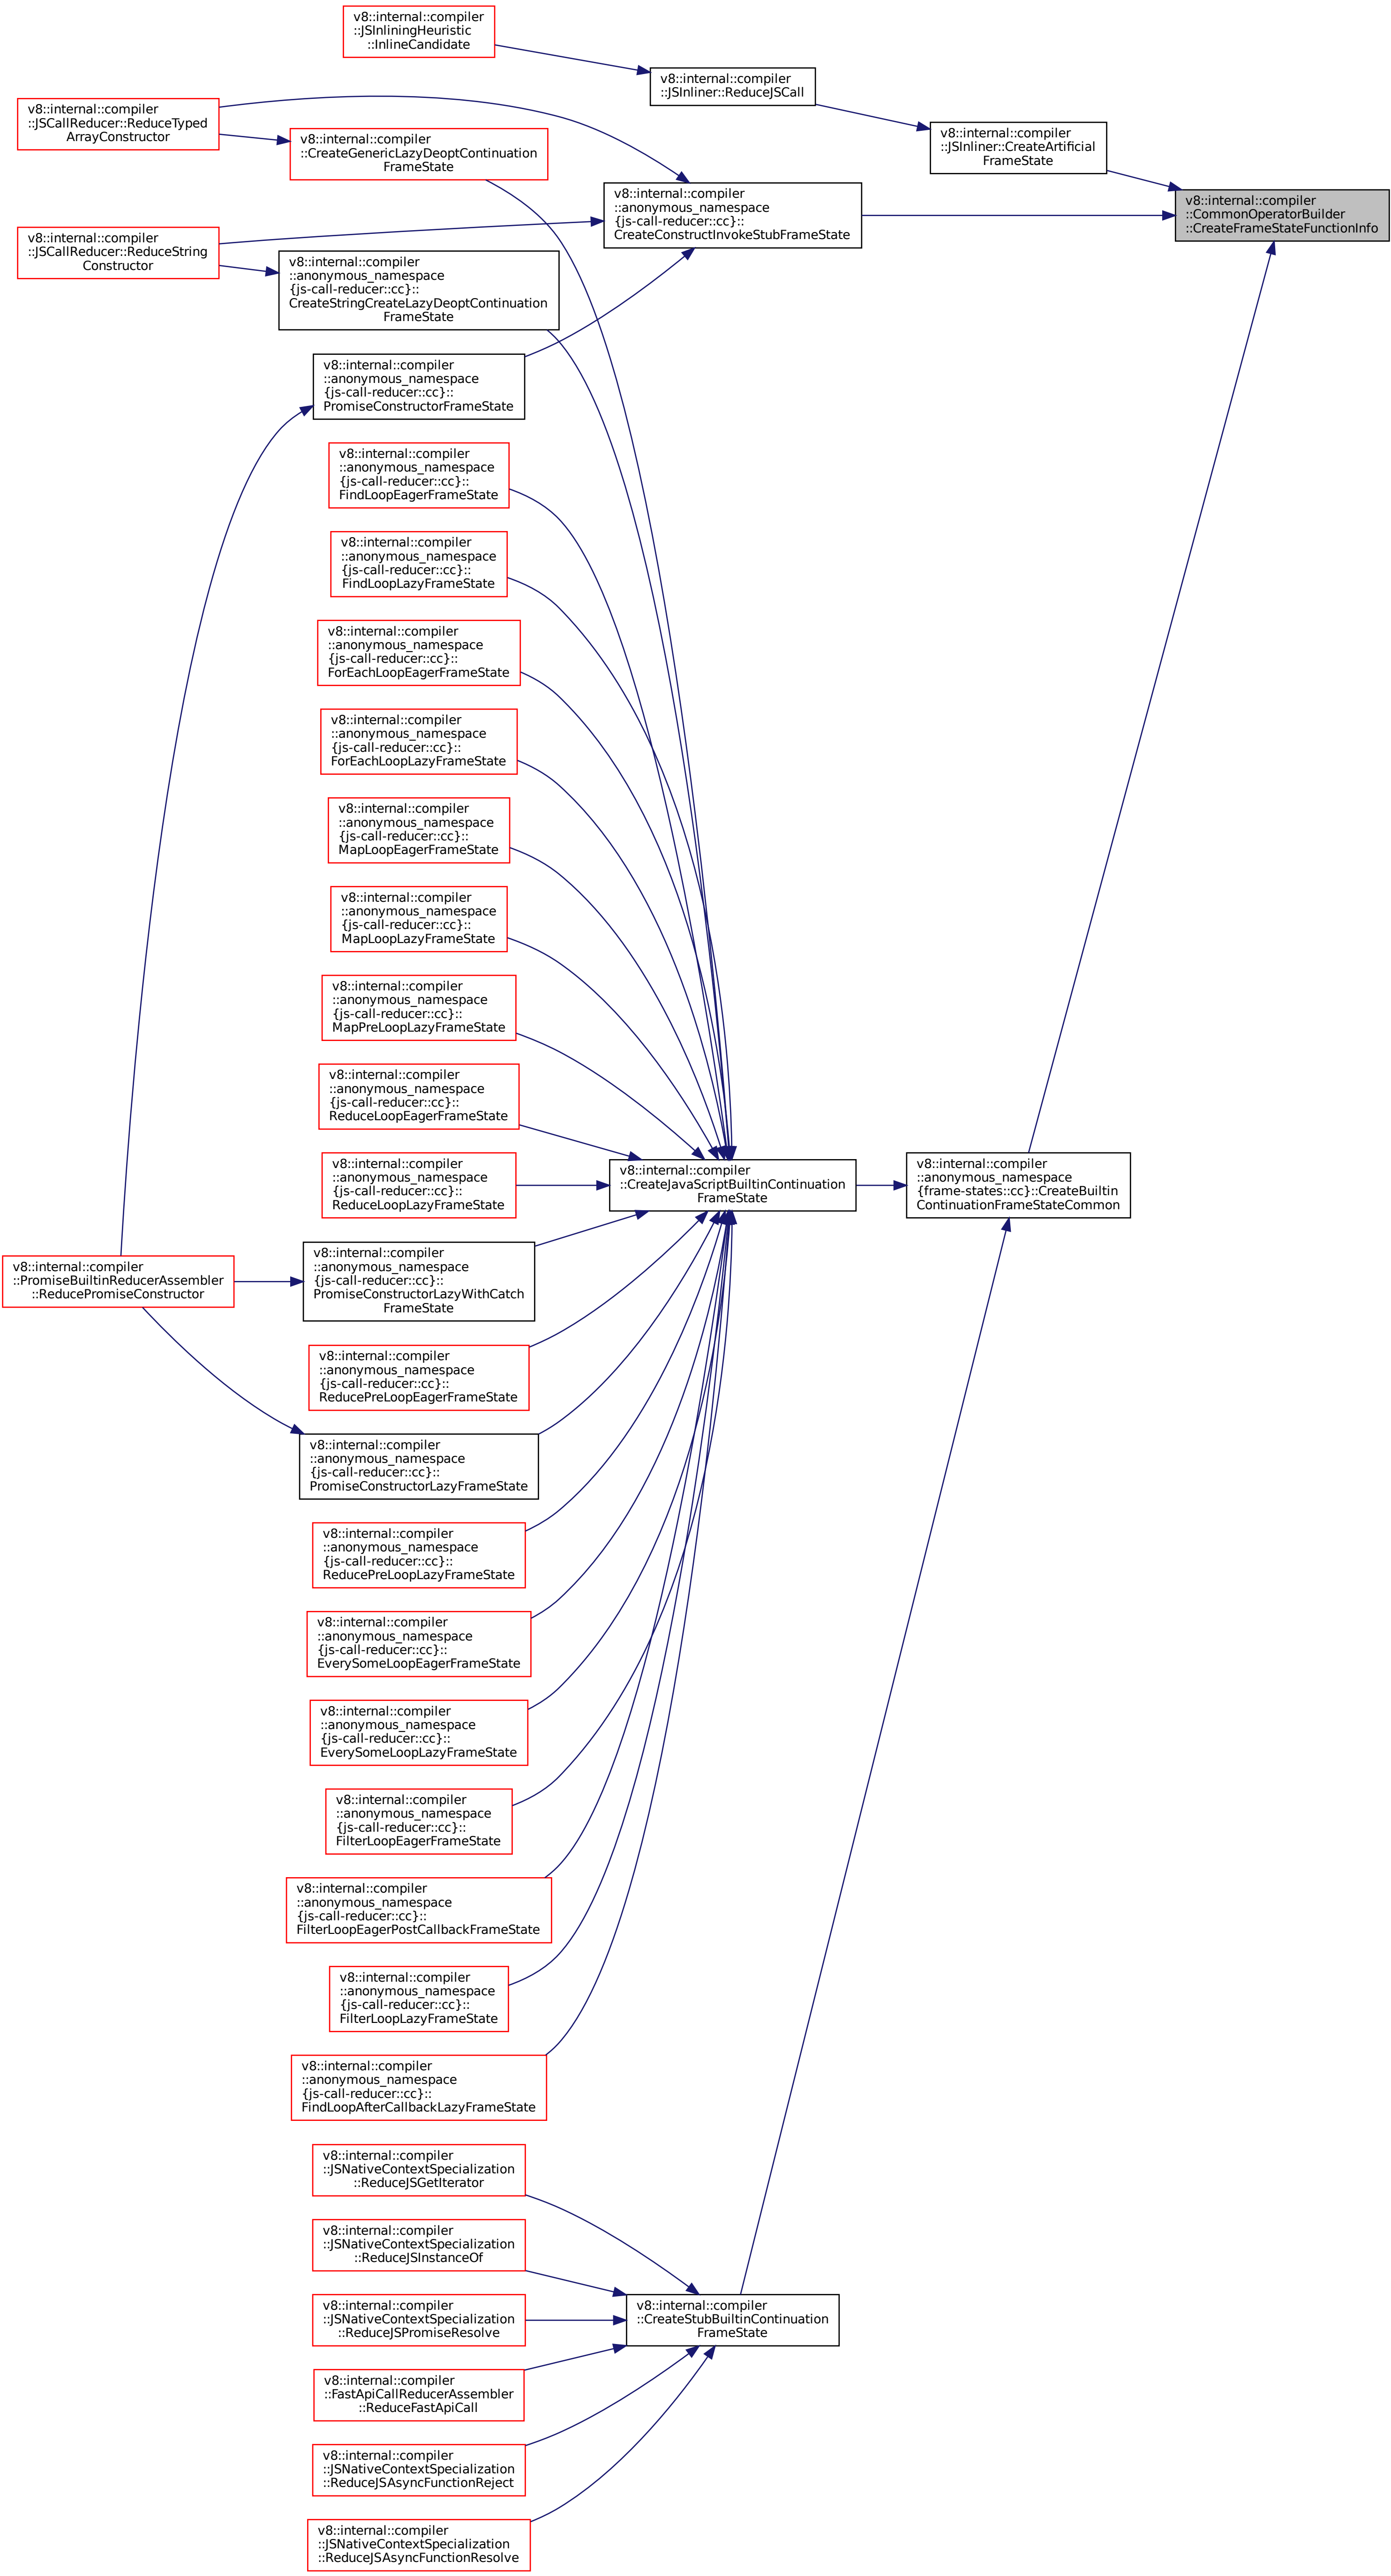 v8::internal::compiler
::JSInliningHeuristic
::InlineCandidate
v8::internal::compiler
::JSInliner::ReduceJSCall
v8::internal::compiler
::JSCallReducer::ReduceTyped
ArrayConstructor
v8::internal::compiler
::JSInliner::CreateArtificial
FrameState
v8::internal::compiler
::CreateGenericLazyDeoptContinuation
FrameState
v8::internal::compiler
::anonymous_namespace
{js-call-reducer::cc}::
CreateConstructInvokeStubFrameState
v8::internal::compiler
::CommonOperatorBuilder
::CreateFrameStateFunctionInfo
v8::internal::compiler
::JSCallReducer::ReduceString
Constructor
v8::internal::compiler
::anonymous_namespace
{js-call-reducer::cc}::
CreateStringCreateLazyDeoptContinuation
FrameState
v8::internal::compiler
::anonymous_namespace
{js-call-reducer::cc}::
PromiseConstructorFrameState
v8::internal::compiler
::anonymous_namespace
{js-call-reducer::cc}::
FindLoopEagerFrameState
v8::internal::compiler
::anonymous_namespace
{js-call-reducer::cc}::
FindLoopLazyFrameState
v8::internal::compiler
::anonymous_namespace
{js-call-reducer::cc}::
ForEachLoopEagerFrameState
v8::internal::compiler
::anonymous_namespace
{js-call-reducer::cc}::
ForEachLoopLazyFrameState
v8::internal::compiler
::anonymous_namespace
{js-call-reducer::cc}::
MapLoopEagerFrameState
v8::internal::compiler
::anonymous_namespace
{js-call-reducer::cc}::
MapLoopLazyFrameState
v8::internal::compiler
::anonymous_namespace
{js-call-reducer::cc}::
MapPreLoopLazyFrameState
v8::internal::compiler
::anonymous_namespace
{js-call-reducer::cc}::
ReduceLoopEagerFrameState
v8::internal::compiler
::anonymous_namespace
{js-call-reducer::cc}::
ReduceLoopLazyFrameState
v8::internal::compiler
::CreateJavaScriptBuiltinContinuation
FrameState
v8::internal::compiler
::anonymous_namespace
{frame-states::cc}::CreateBuiltin
ContinuationFrameStateCommon
v8::internal::compiler
::PromiseBuiltinReducerAssembler
::ReducePromiseConstructor
v8::internal::compiler
::anonymous_namespace
{js-call-reducer::cc}::
PromiseConstructorLazyWithCatch
FrameState
v8::internal::compiler
::anonymous_namespace
{js-call-reducer::cc}::
ReducePreLoopEagerFrameState
v8::internal::compiler
::anonymous_namespace
{js-call-reducer::cc}::
PromiseConstructorLazyFrameState
v8::internal::compiler
::anonymous_namespace
{js-call-reducer::cc}::
ReducePreLoopLazyFrameState
v8::internal::compiler
::anonymous_namespace
{js-call-reducer::cc}::
EverySomeLoopEagerFrameState
v8::internal::compiler
::anonymous_namespace
{js-call-reducer::cc}::
EverySomeLoopLazyFrameState
v8::internal::compiler
::anonymous_namespace
{js-call-reducer::cc}::
FilterLoopEagerFrameState
v8::internal::compiler
::anonymous_namespace
{js-call-reducer::cc}::
FilterLoopEagerPostCallbackFrameState
v8::internal::compiler
::anonymous_namespace
{js-call-reducer::cc}::
FilterLoopLazyFrameState
v8::internal::compiler
::anonymous_namespace
{js-call-reducer::cc}::
FindLoopAfterCallbackLazyFrameState
v8::internal::compiler
::JSNativeContextSpecialization
::ReduceJSGetIterator
v8::internal::compiler
::JSNativeContextSpecialization
::ReduceJSInstanceOf
v8::internal::compiler
::JSNativeContextSpecialization
::ReduceJSPromiseResolve
v8::internal::compiler
::CreateStubBuiltinContinuation
FrameState
v8::internal::compiler
::FastApiCallReducerAssembler
::ReduceFastApiCall
v8::internal::compiler
::JSNativeContextSpecialization
::ReduceJSAsyncFunctionReject
v8::internal::compiler
::JSNativeContextSpecialization
::ReduceJSAsyncFunctionResolve